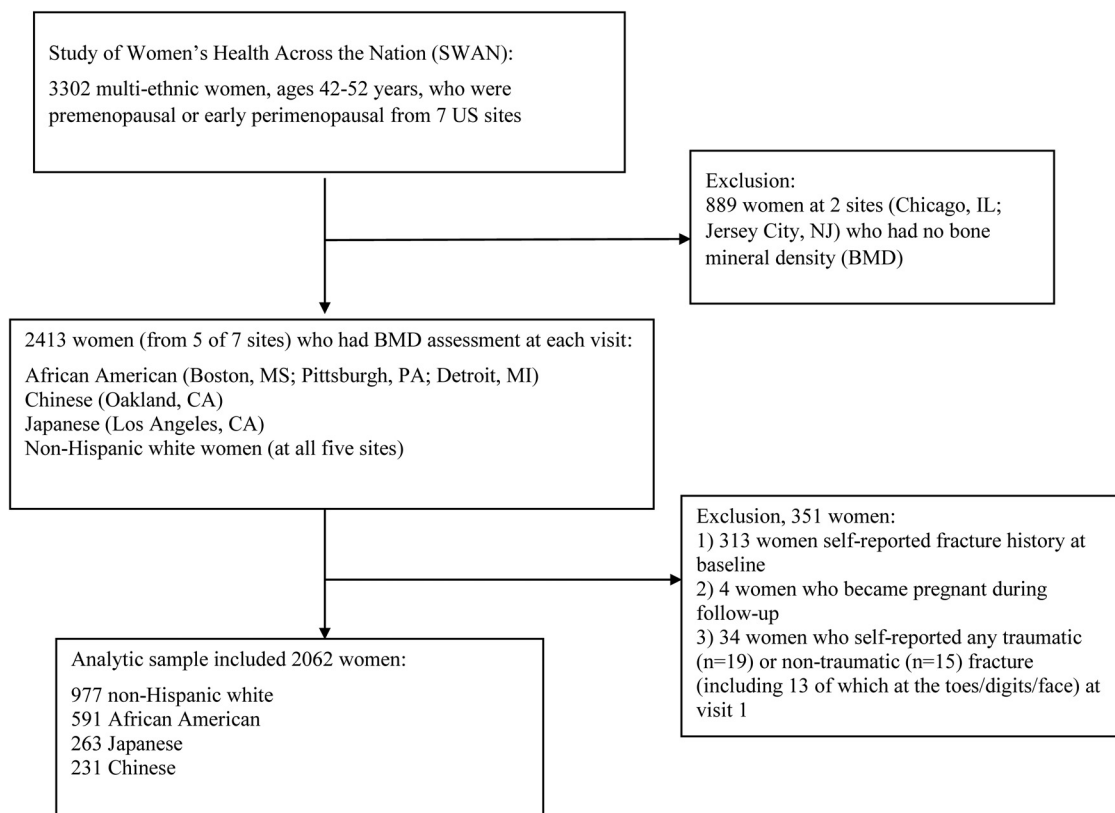 Study of Women’s Health Across the Nation (SWAN):
3302 multi-ethnic women, ages 42-52 years, who were
premenopausal or early perimenopausal from 7 US sites
Exclusion:
889 women at 2 sites (Chicago, IL;
Jersey City, NJ) who had no bone
mineral density (BMD)
2413 women (from 5 of 7 sites) who had BMD assessment at each visit:
African American (Boston, MS; Pittsburgh, PA; Detroit, MI)
Chinese (Oakland, CA)
Japanese (Los Angeles, CA)
Non-Hispanic white women (at all five sites)
Exclusion, 351 women:
1) 313 women self-reported fracture history at
baseline
2) 4 women who became pregnant during
follow-up
3) 34 women who self-reported any traumatic
(n=19) or non-traumatic (n=15) fracture
(including 13 of which at the toes/digits/face) at
visit 1
Analytic sample included 2062 women:
977 non-Hispanic white
591 African American
263 Japanese
231 Chinese